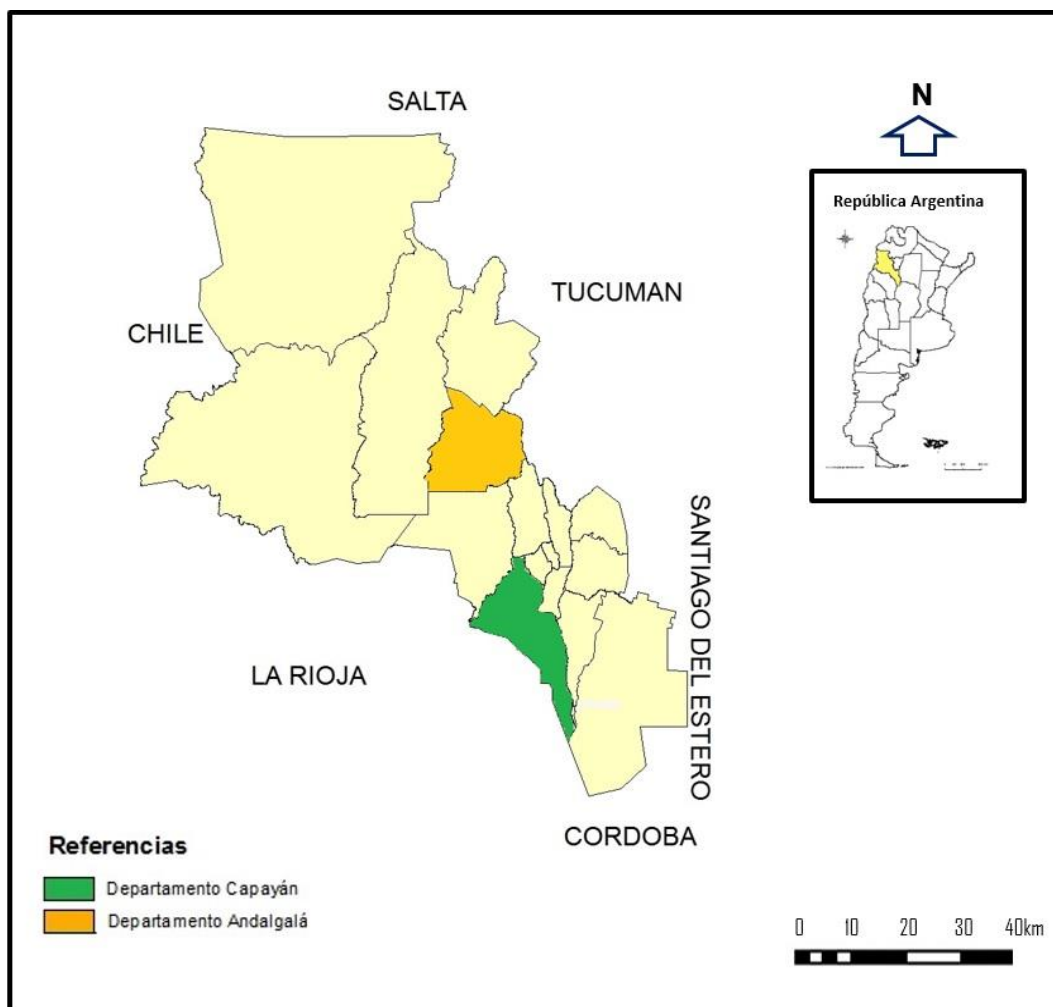 SALTA
N
República Argentina
TUCUMAN
CHILE
SANTIAGO DEL ESTERO
LA RIOJA
CORDOBA
Referencias
Departamento Capayán
Departamento Andalgalá
0 10 20 30 40km